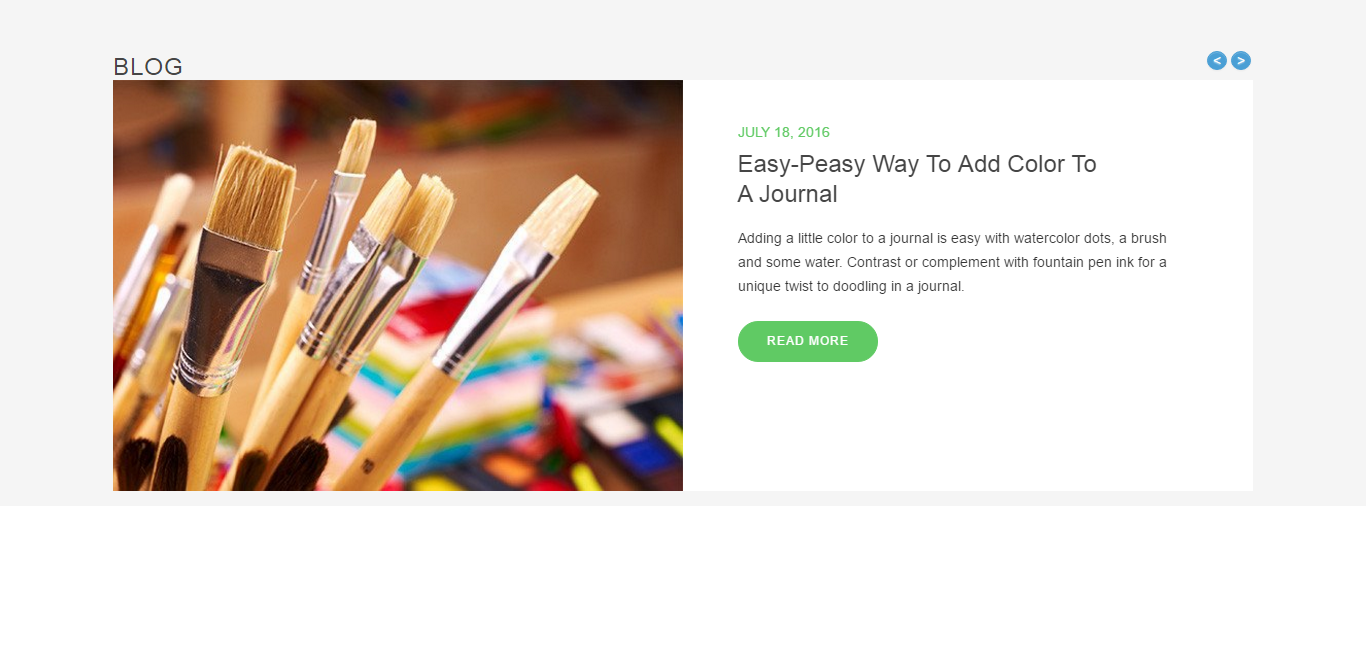 BLOG
< >
JULY 18, 2016
Easy-Peasy Way To Add Color To
A Journal
Adding a little color to a journal is easy with watercolor dots, a brush
and some water. Contrast or complement with fountain pen ink for a
unique twist to doodling in a journal.
READ MORE